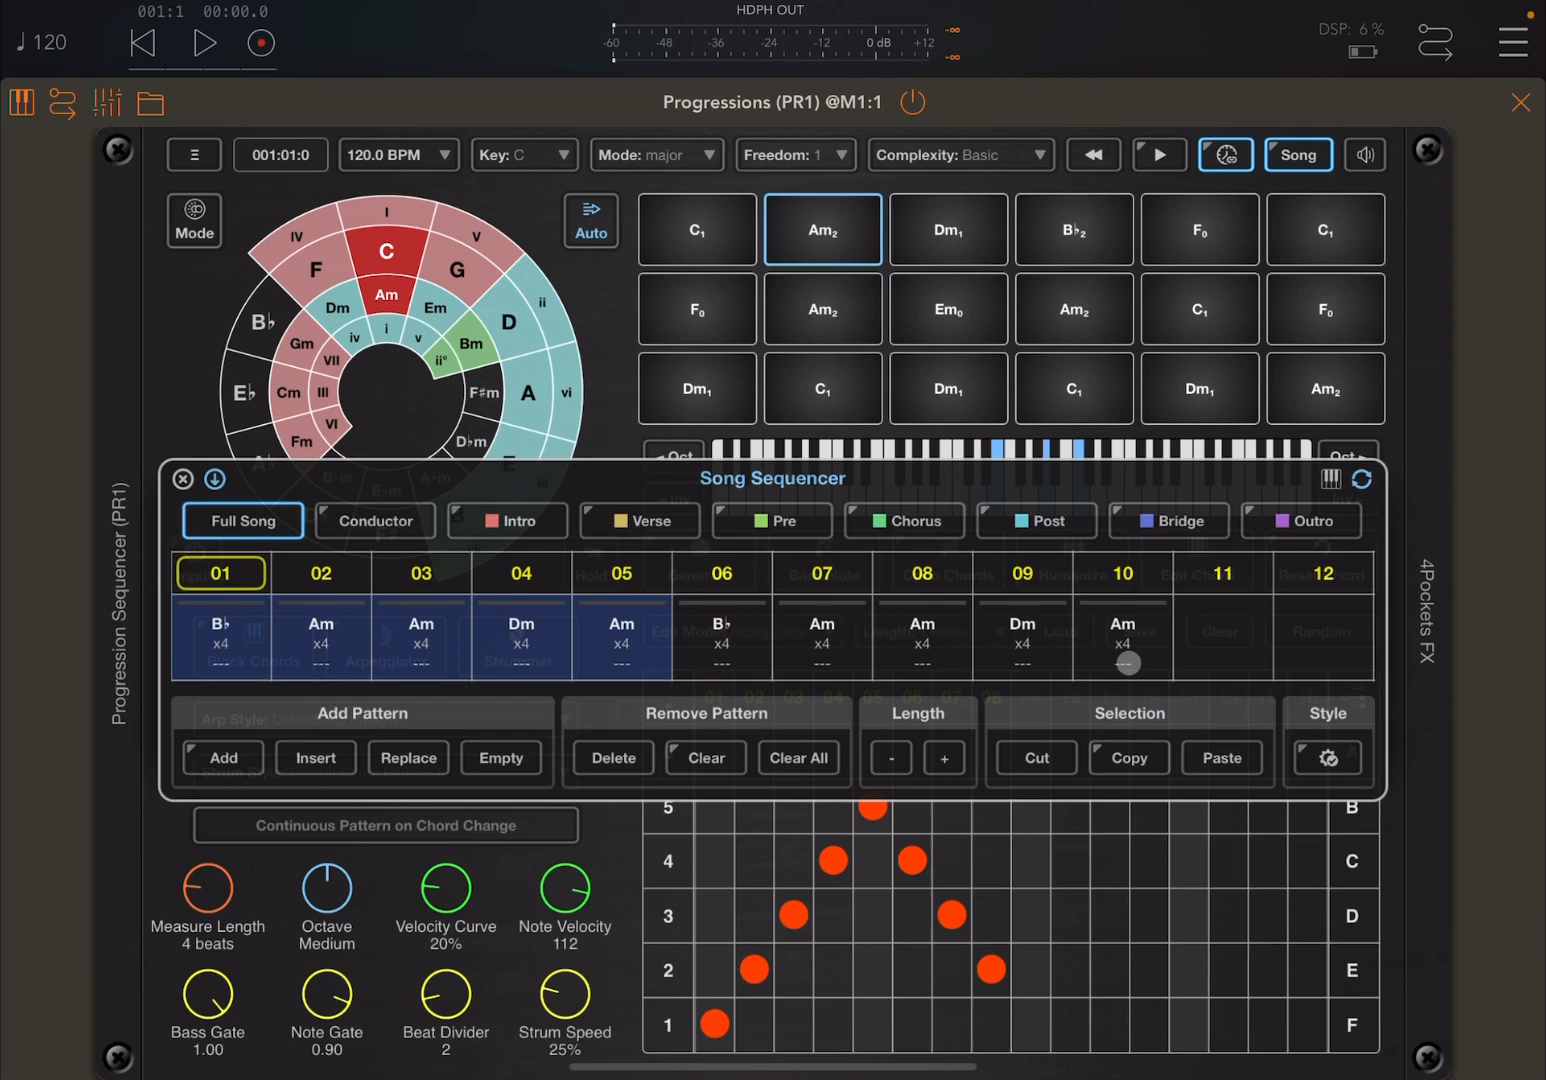 001:1 00:00.0
HDPH OUT
♩ 120
-60 -48 -36 -24 -12 0 dB +12
-∞
-∞
DSP: 6 %
Progressions (PR1) @M1:1
001:01:0
120.0 BPM
Key: C
Mode: major
Freedom: 1
Complexity: Basic
Song
Mode
Auto
I
IV
V
C
F
G
Am
Dm
Em
ii
iv
i
v
B♭
D
Gm
Bm
VII
ii°
E♭
Cm
III
F#m
A
vi
VI
Fm
D♭m
C₁ Am₂ Dm₁ B♭₂ F₀ C₁
F₀ Am₂ Em₀ Am₂ C₁ F₀
Dm₁ C₁ Dm₁ C₁ Dm₁ Am₂
Song Sequencer
Full Song
Conductor
Intro
Verse
Pre
Chorus
Post
Bridge
Outro
01 02 03 04 05 06 07 08 09 10 11 12
B♭ Am Am Dm Am B♭ Am Am Dm Am
x4 x4 x4 x4 x4 x4 x4 x4 x4 x4
--- --- --- --- --- --- --- --- --- ---
Add Pattern
Remove Pattern
Length
Selection
Style
Add
Insert
Replace
Empty
Delete
Clear
Clear All
-
+
Cut
Copy
Paste
Continuous Pattern on Chord Change
Measure Length
4 beats
Octave
Medium
Velocity Curve
20%
Note Velocity
112
Bass Gate
1.00
Note Gate
0.90
Beat Divider
2
Strum Speed
25%
5 B
4 C
3 D
2 E
1 F
Progression Sequencer (PR1)
4Pockets FX